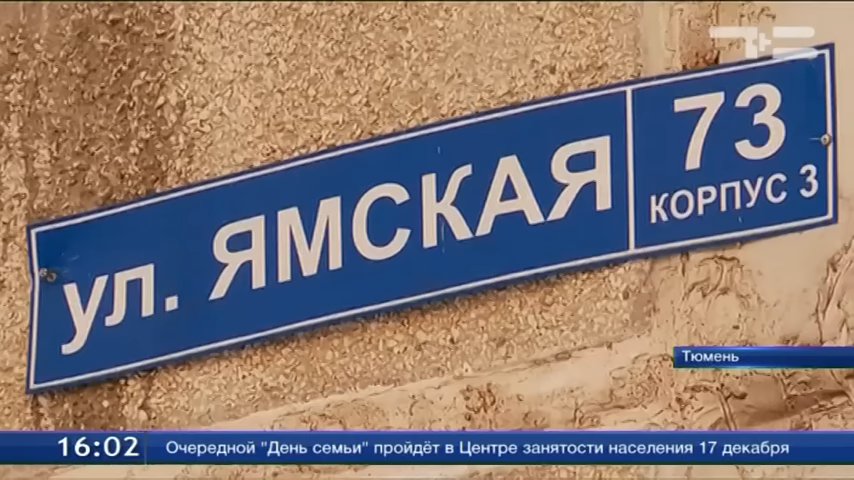 Т+В
ул. ЯМСКАЯ
73
КОРПУС 3
Тюмень
16:02
Очередной "День семьи" пройдёт в Центре занятости населения 17 декабря